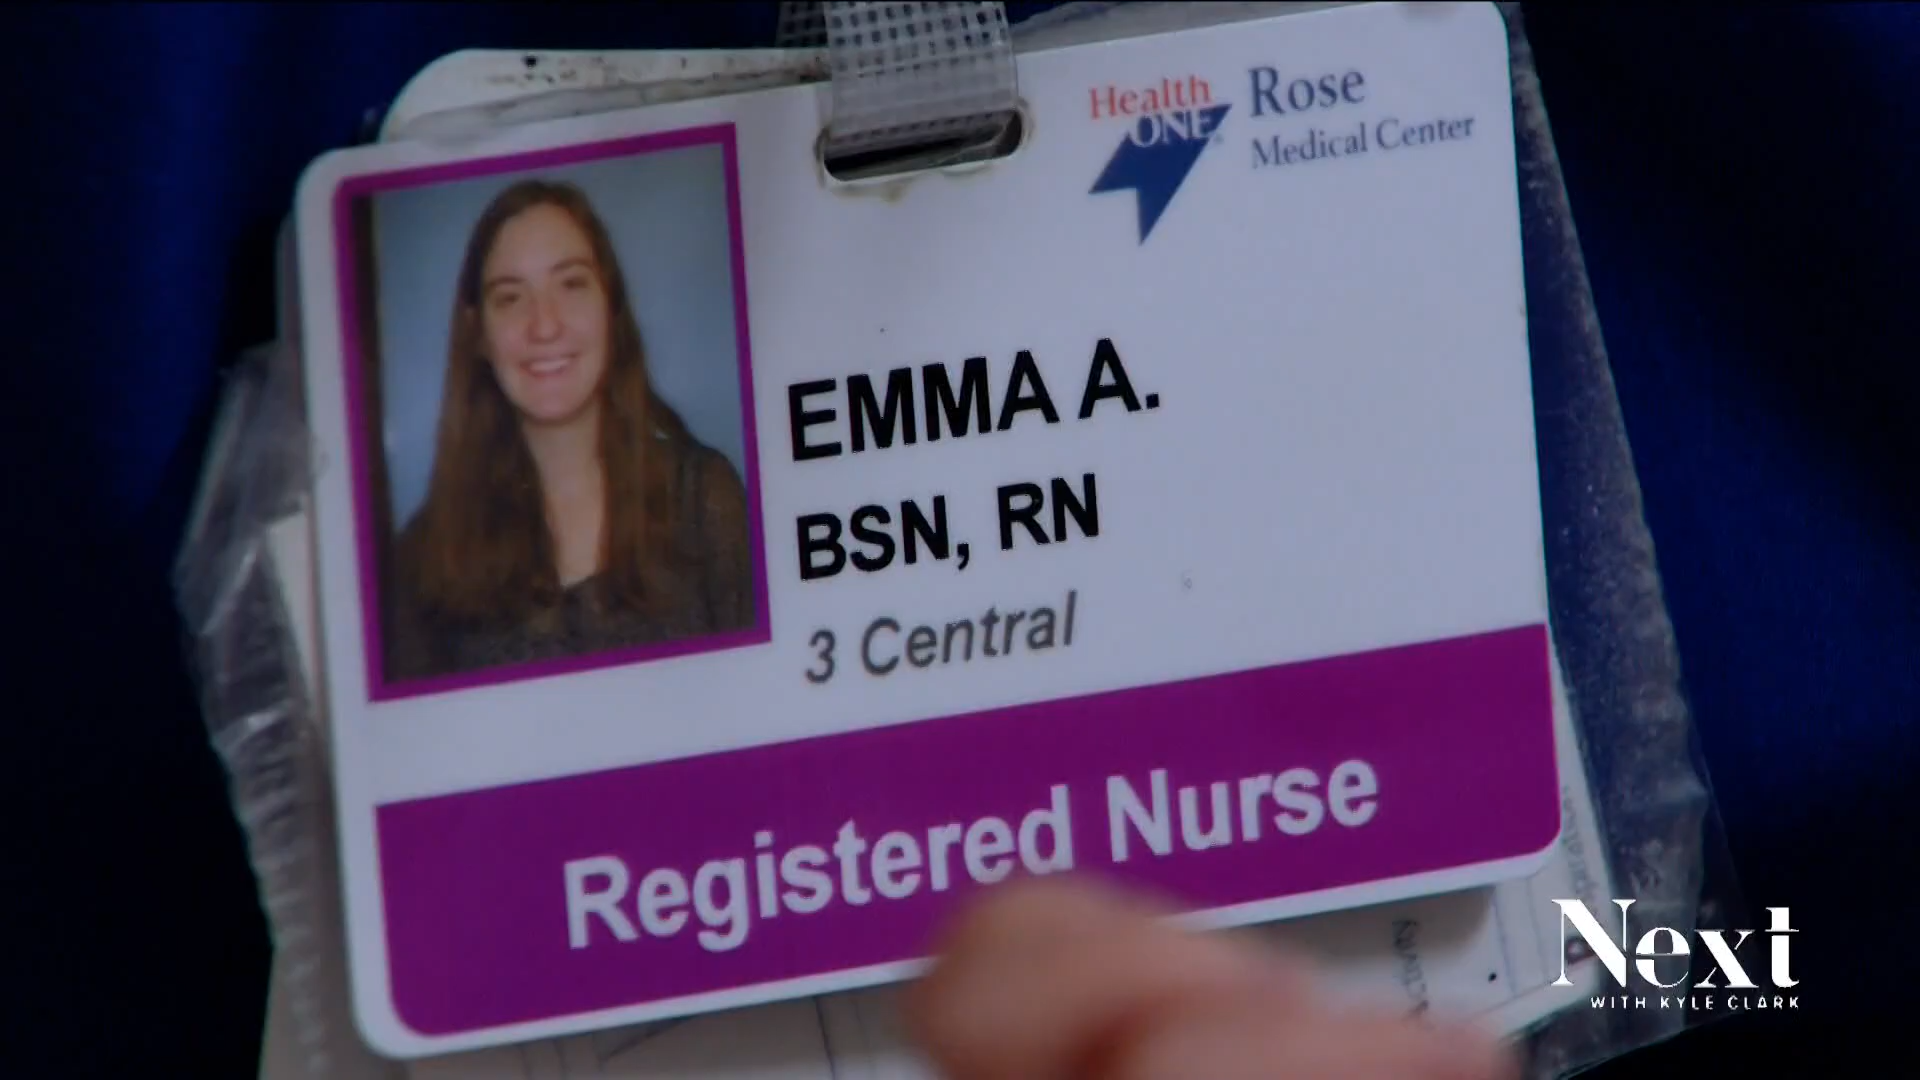 Health
ONE
Rose
Medical Center
EMMA A.
BSN, RN
3 Central
Registered Nurse
Next
WITH KYLE CLARK